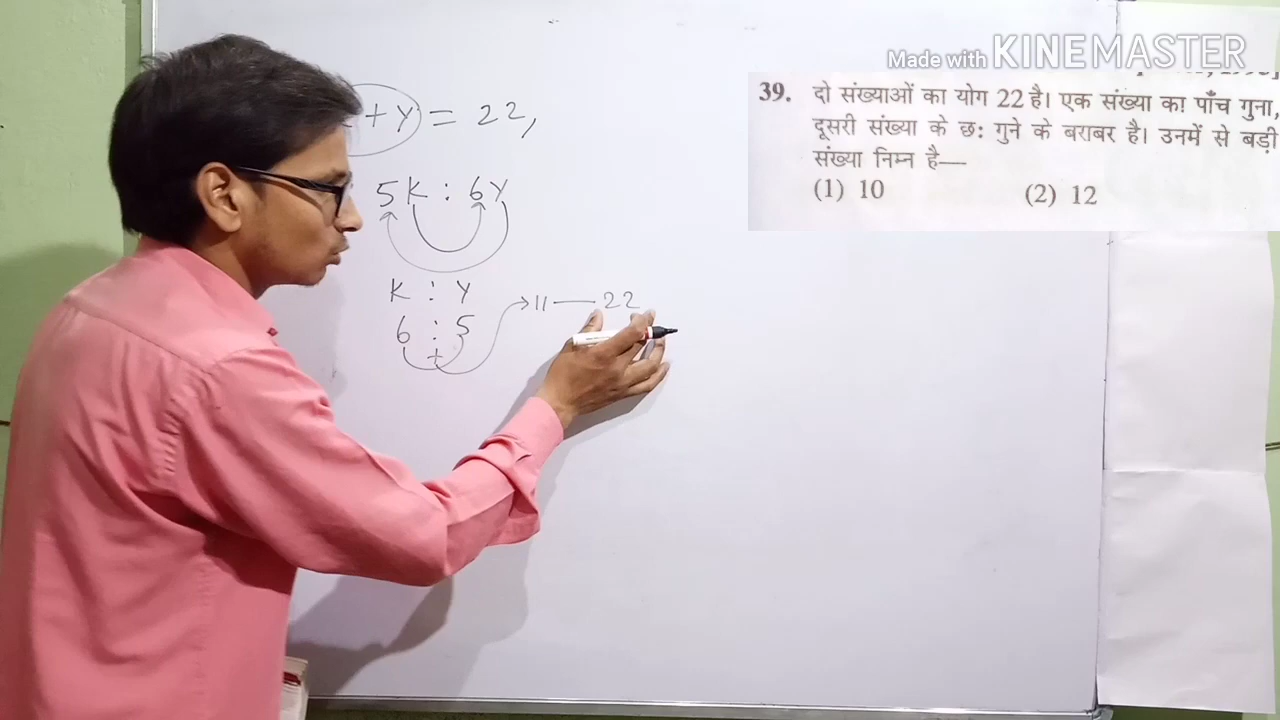 Made with KINEMASTER
39. दो संख्याओं का योग 22 है। एक संख्या का पाँच गुना,
दूसरी संख्या के छ: गुने के बराबर है। उनमें से बड़ी
संख्या निम्न है—
(1) 10 (2) 12
+ y = 22,
5K : 6Y
K : Y
6 : 5
+
11 — 22